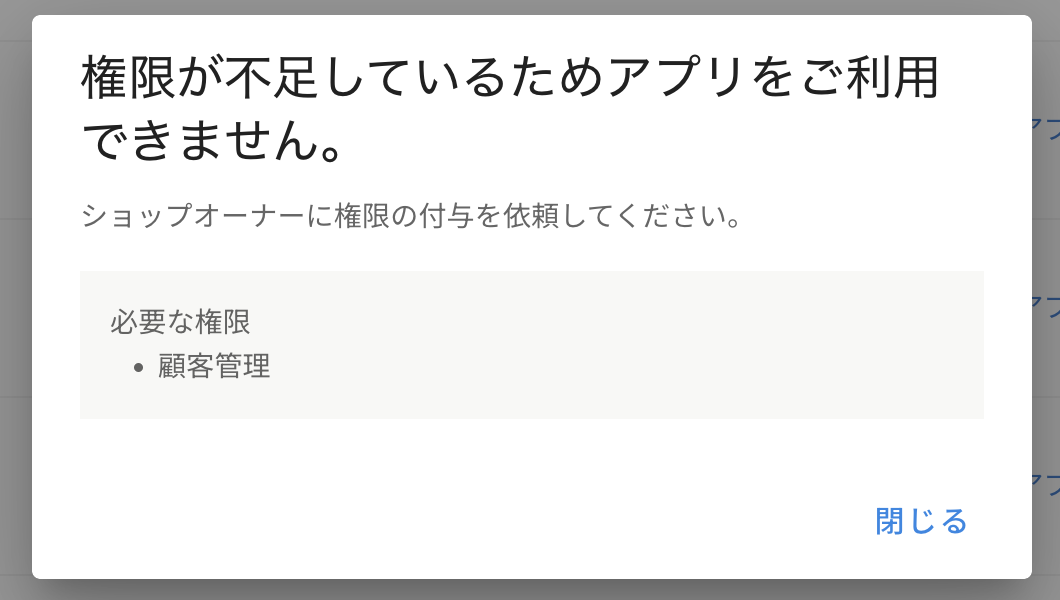 権限が不足しているためアプリをご利用
できません。
ショップオーナーに権限の付与を依頼してください。
必要な権限
• 顧客管理
閉じる